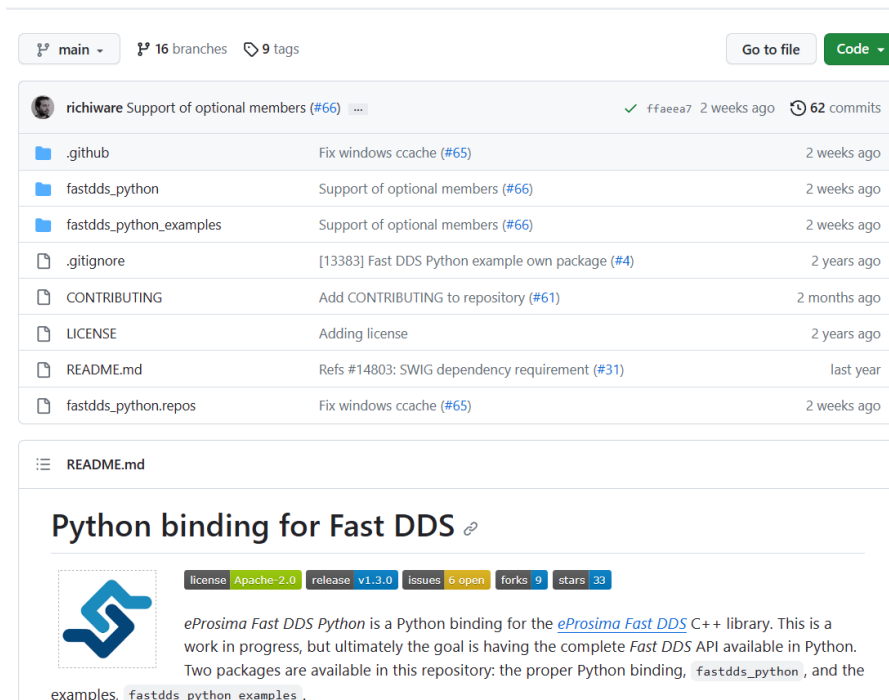 main 16 branches 9 tags Go to file Code
richiware Support of optional members (#66) ... ffaeea7 2 weeks ago 62 commits
.github Fix windows ccache (#65) 2 weeks ago
fastdds_python Support of optional members (#66) 2 weeks ago
fastdds_python_examples Support of optional members (#66) 2 weeks ago
.gitignore [13383] Fast DDS Python example own package (#4) 2 years ago
CONTRIBUTING Add CONTRIBUTING to repository (#61) 2 months ago
LICENSE Adding license 2 years ago
README.md Refs #14803: SWIG dependency requirement (#31) last year
fastdds_python.repos Fix windows ccache (#65) 2 weeks ago
README.md
Python binding for Fast DDS
license Apache-2.0 release v1.3.0 issues 6 open forks 9 stars 33
eProsima Fast DDS Python is a Python binding for the eProsima Fast DDS C++ library. This is a
work in progress, but ultimately the goal is having the complete Fast DDS API available in Python.
Two packages are available in this repository: the proper Python binding, fastdds_python, and the
examples, fastdds_python_examples.